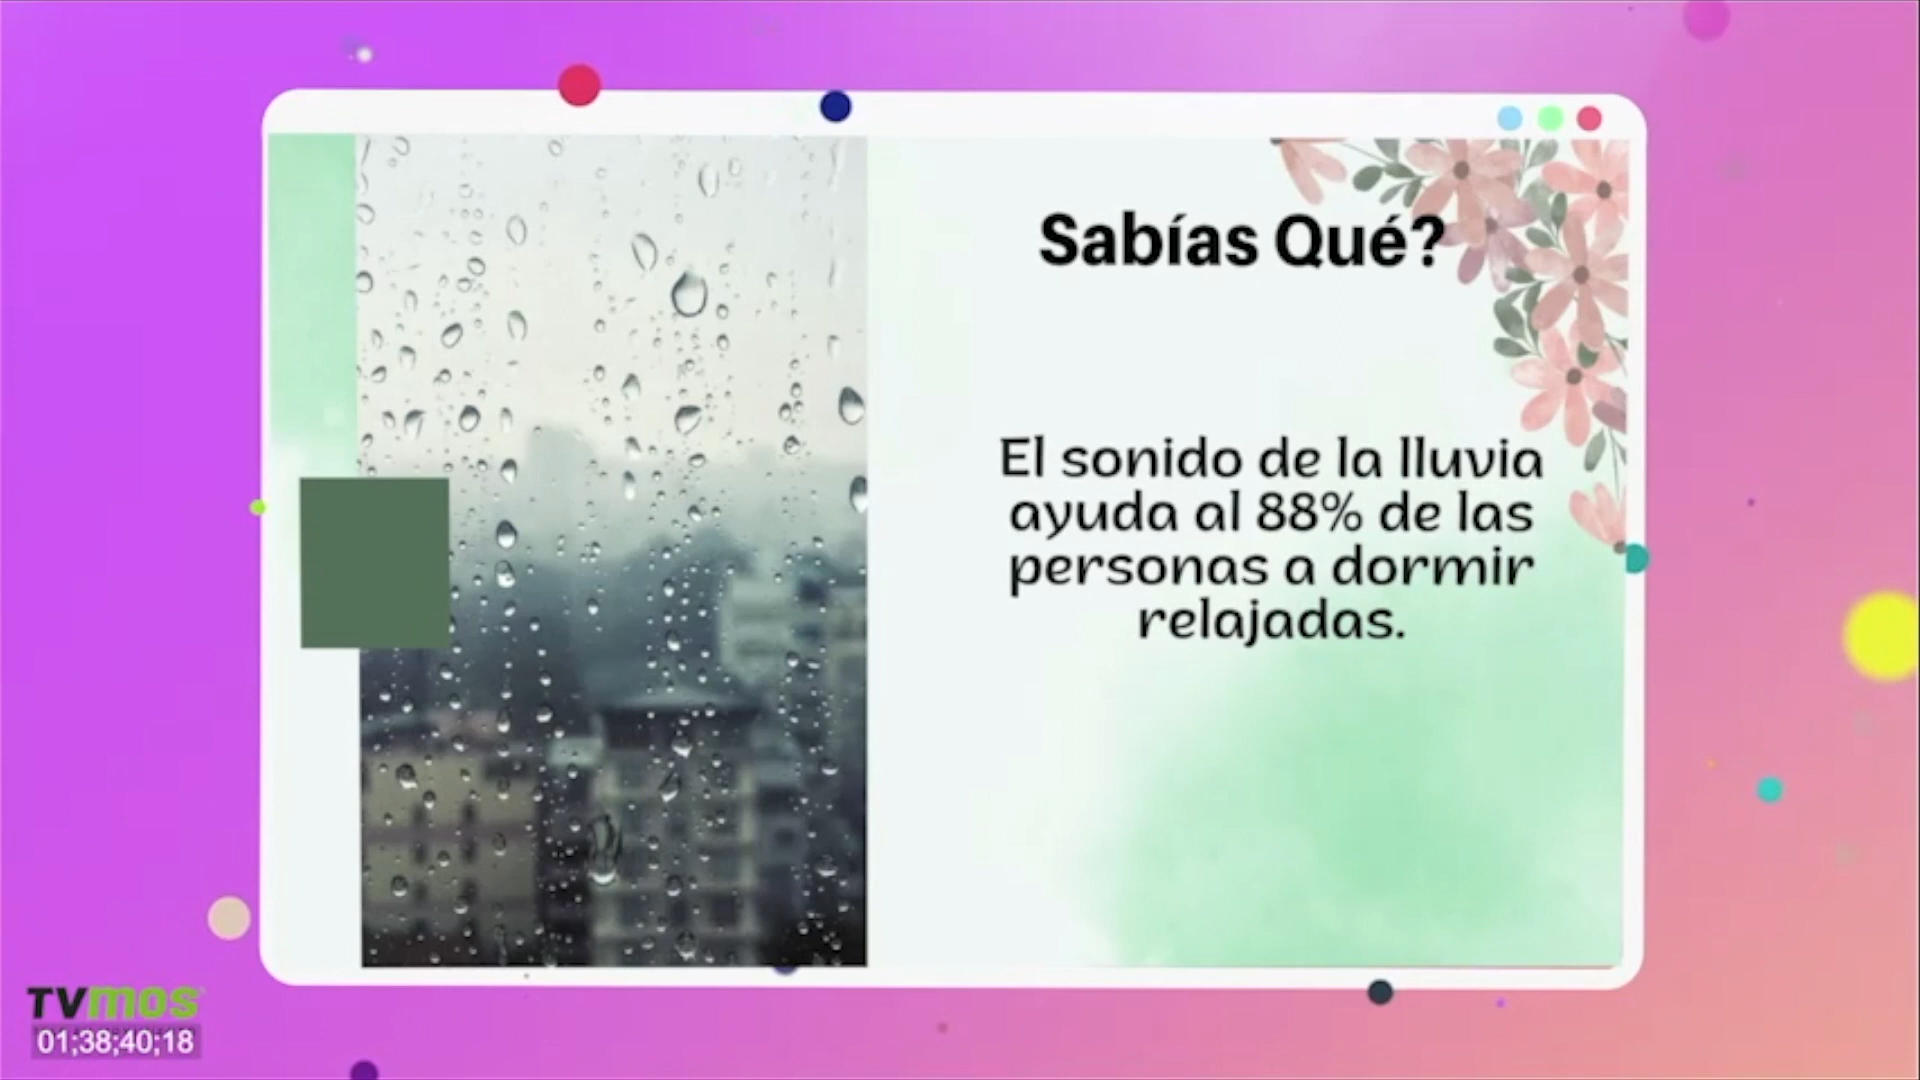 Sabías Qué?
El sonido de la lluvia
ayuda al 88% de las
personas a dormir
relajadas.
TVmos
01;38;40;18